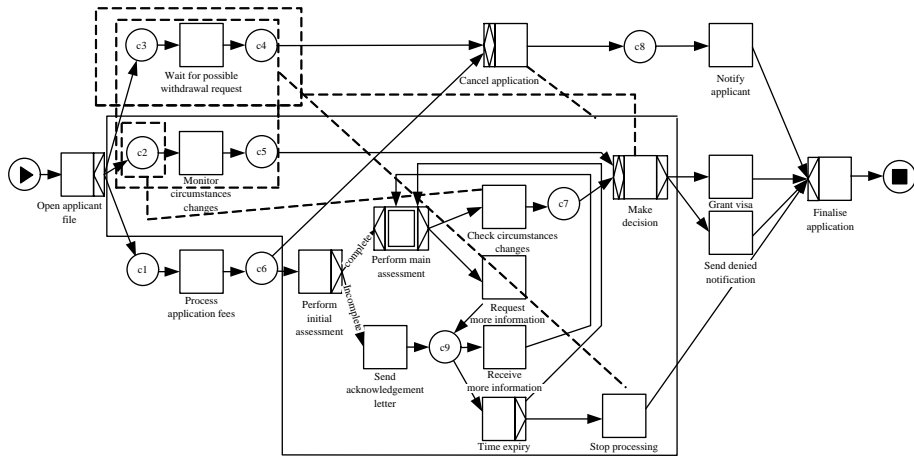 c3
c4
c8
Wait for possible
withdrawal request
Cancel application
Notify
applicant
c2
c5
Monitor
circumstances
changes
Open applicant
file
Make
decision
Grant visa
Finalise
application
c7
Check circumstances
changes
complete
Perform main
assessment
Send denied
notification
c1
c6
Process
application fees
Perform
initial
assessment
Incomplete
Request
more information
c9
Send
acknowledgement
letter
Receive
more information
Time expiry
Stop processing